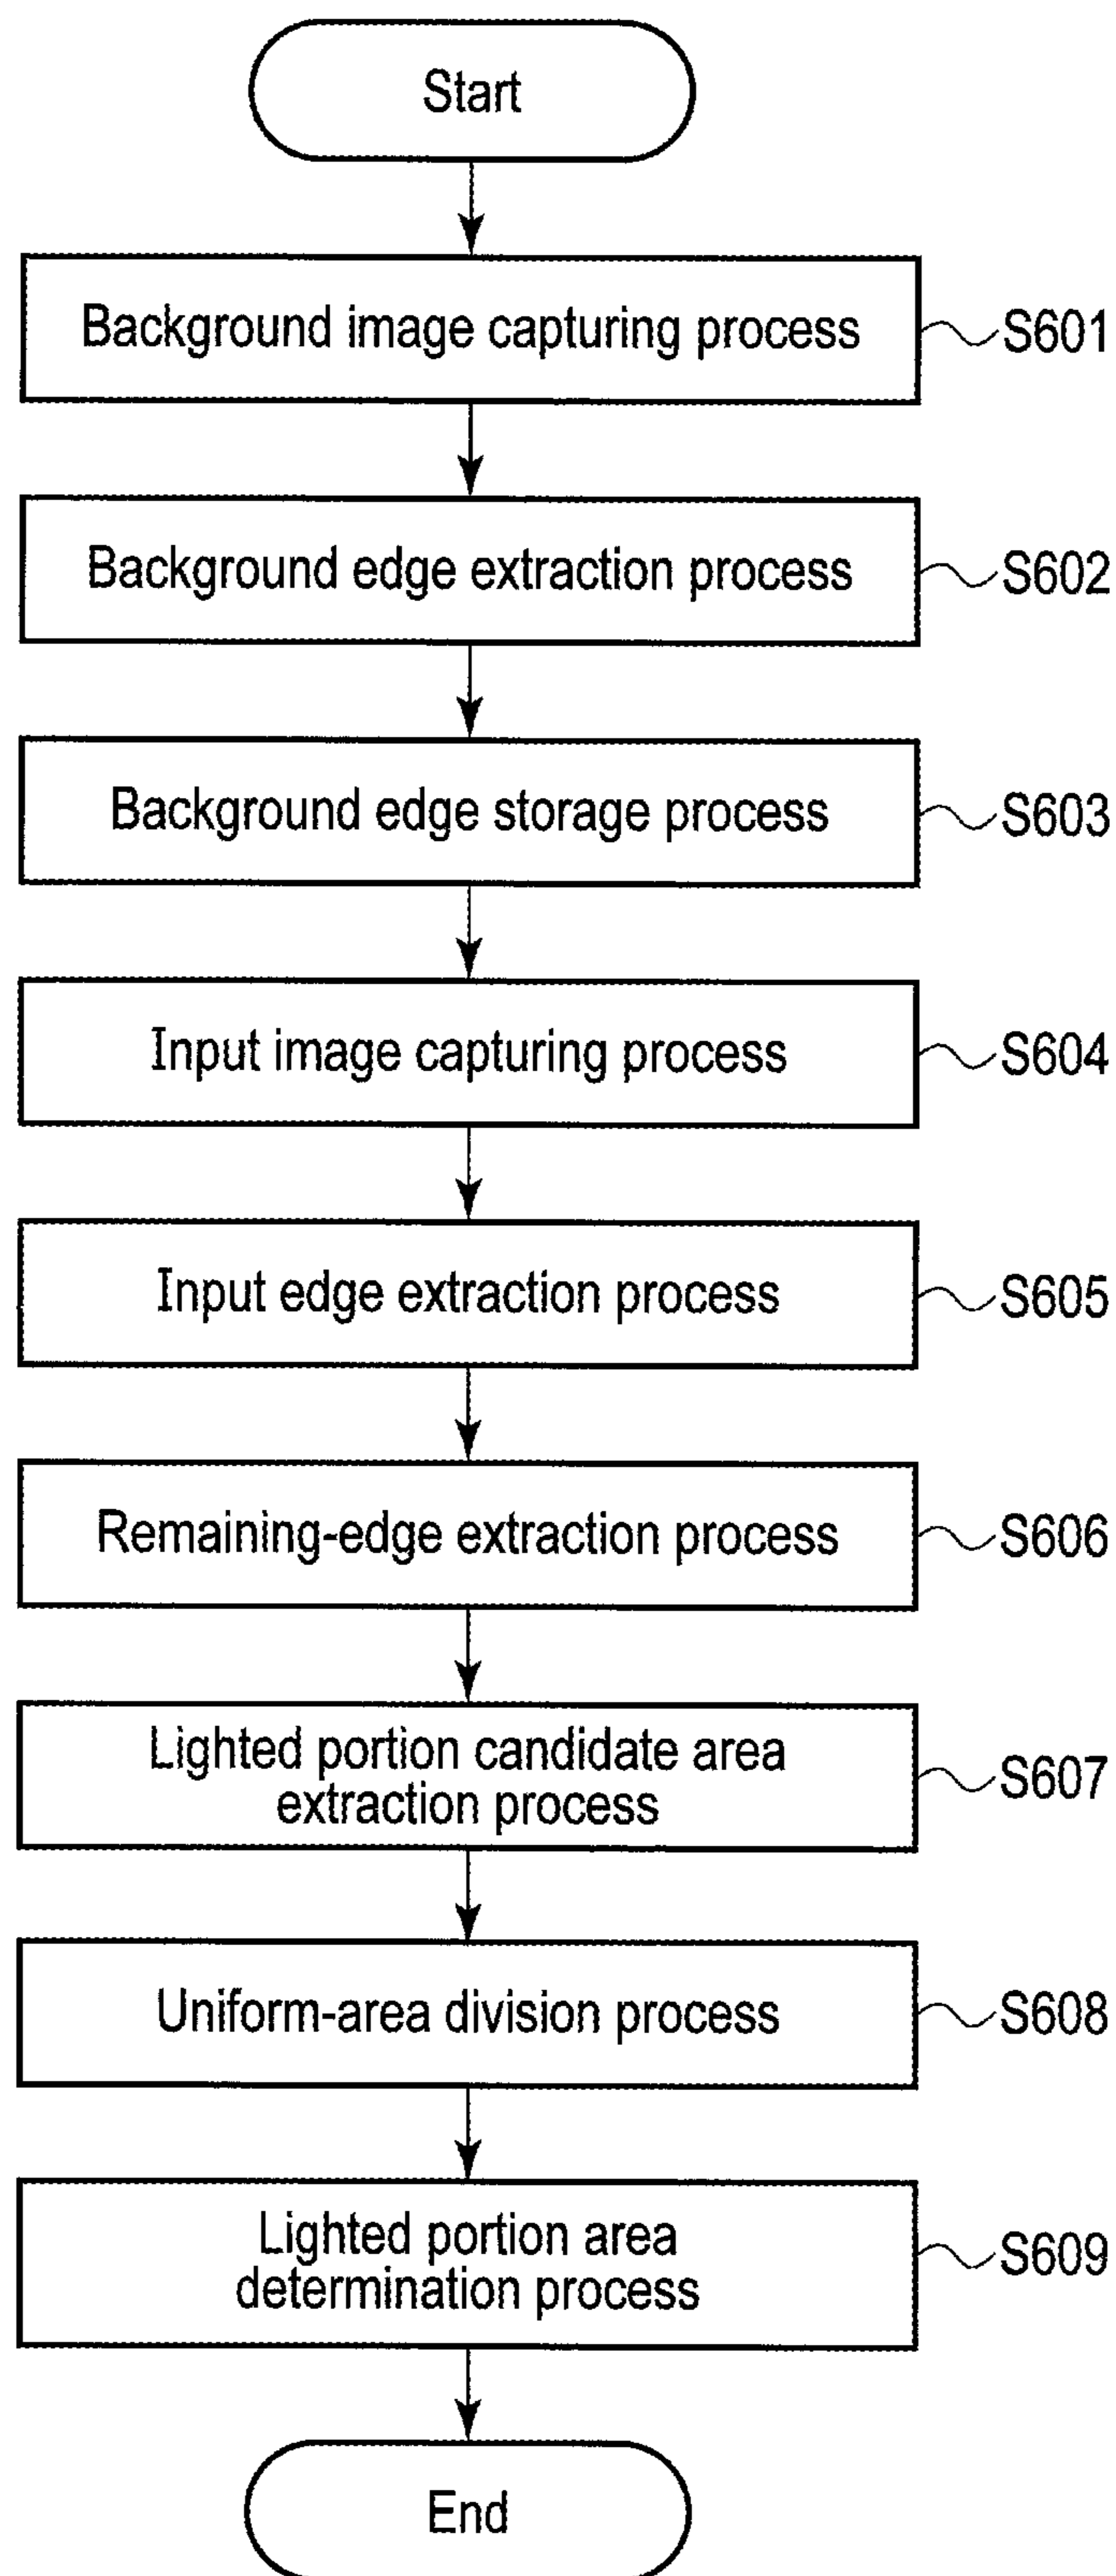 Start
Background image capturing process
S601
Background edge extraction process
S602
Background edge storage process
S603
Input image capturing process
S604
Input edge extraction process
S605
Remaining-edge extraction process
S606
Lighted portion candidate area
extraction process
S607
Uniform-area division process
S608
Lighted portion area
determination process
S609
End